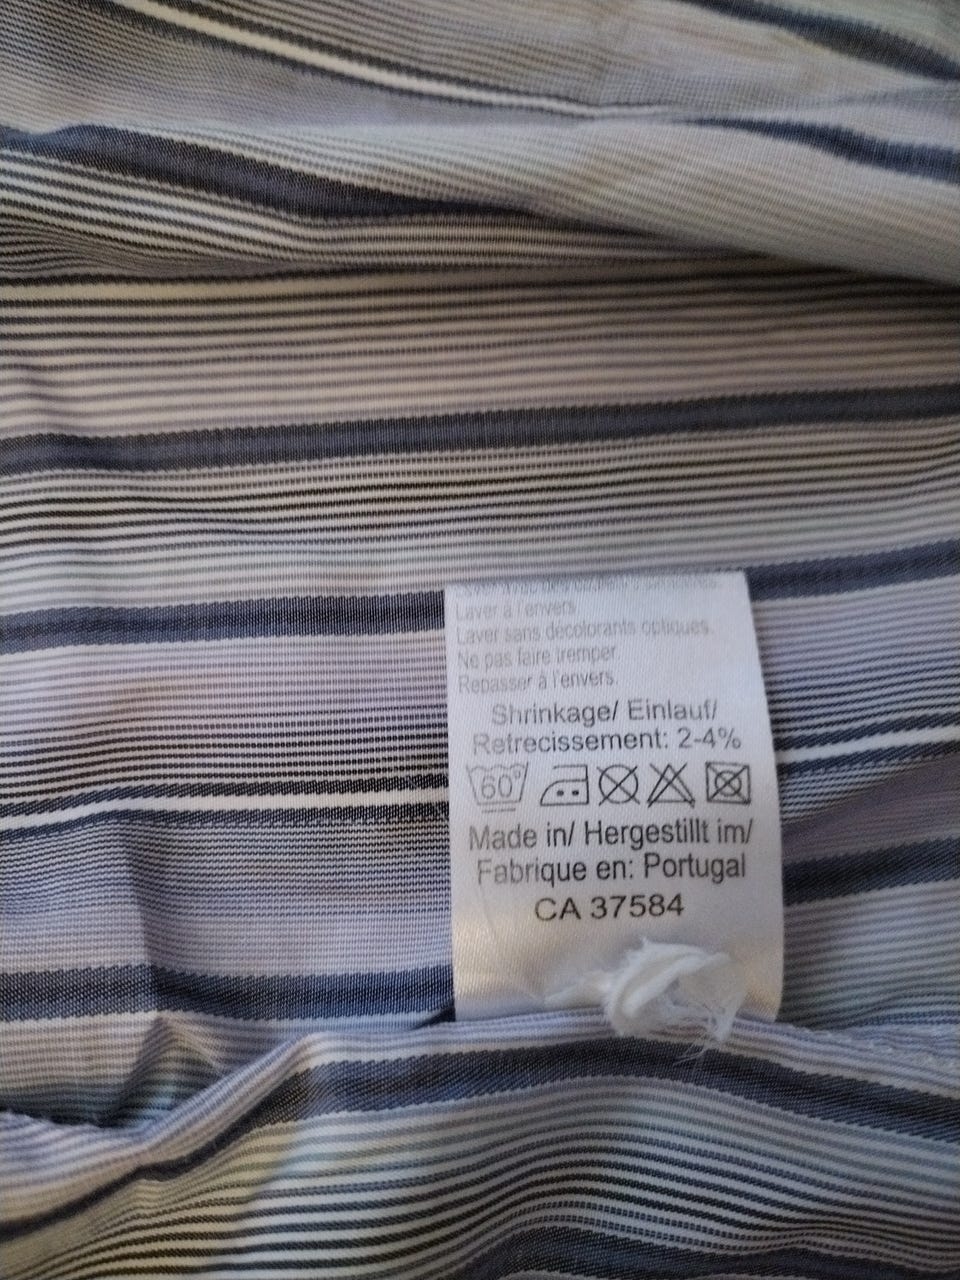 Laver à l'envers
Laver sans décolorants optiques.
Ne pas faire tremper
Repasser à l'envers.
Shrinkage/ Einlauf/
Retrecissement: 2-4%
60°
Made in/ Hergestillt im/
Fabrique en: Portugal
CA 37584